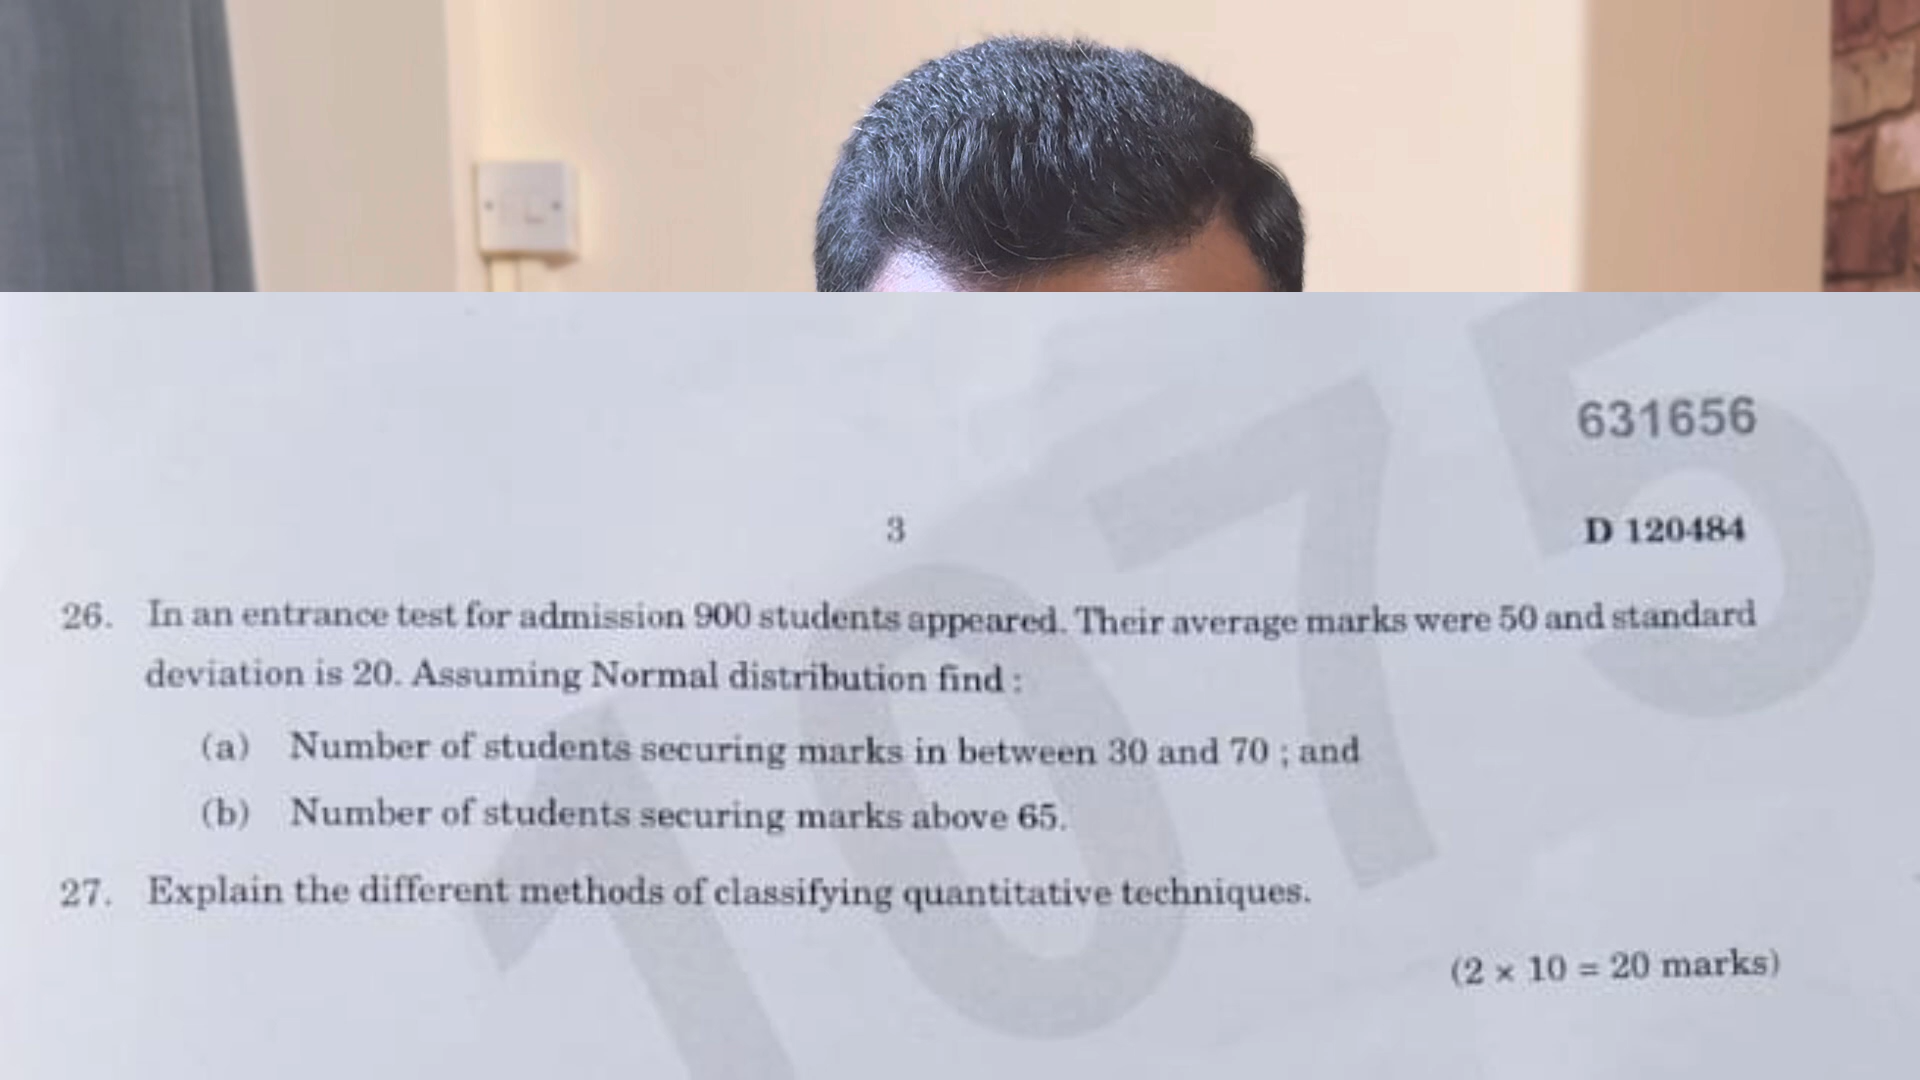 631656
3
D 120484
26. In an entrance test for admission 900 students appeared. Their average marks were 50 and standard
deviation is 20. Assuming Normal distribution find :
(a) Number of students securing marks in between 30 and 70 ; and
(b) Number of students securing marks above 65.
27. Explain the different methods of classifying quantitative techniques.
(2 × 10 = 20 marks)
1075